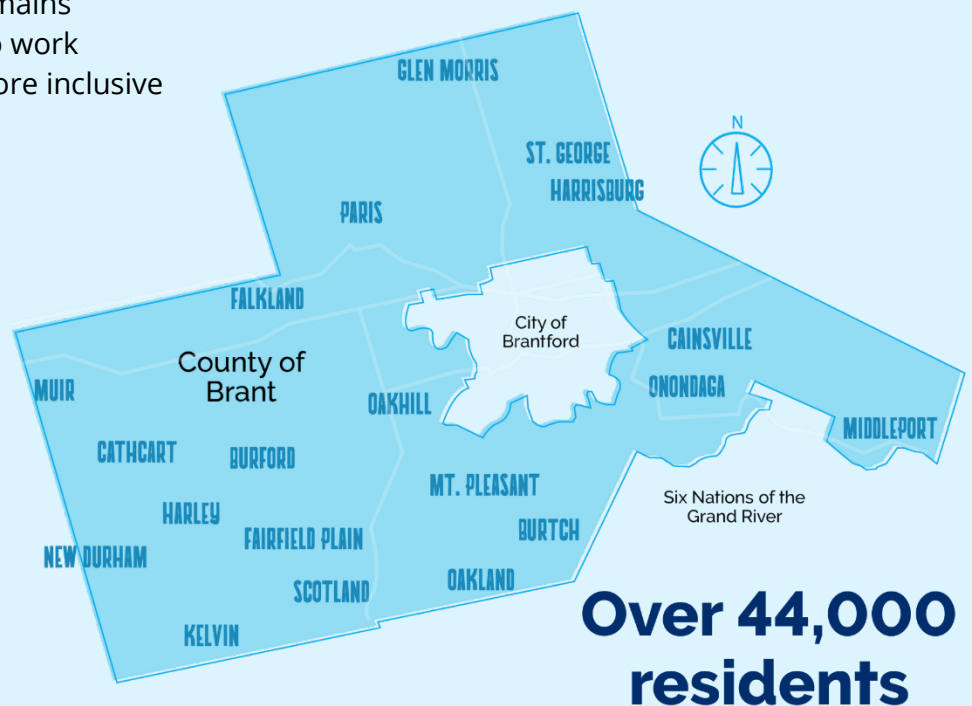 mains
work
ore inclusive
GLEN MORRIS
N
ST. GEORGE
HARRISBURG
PARIS
FALKLAND
City of
Brantford
CAINSVILLE
County of
Brant
MUIR
OAKHILL
ONONDAGA
MIDDLEPORT
CATHCART
BURFORD
MT. PLEASANT
Six Nations of the
Grand River
HARLEY
BURTCH
FAIRFIELD PLAIN
NEW DURHAM
OAKLAND
SCOTLAND
KELVIN
Over 44,000
residents